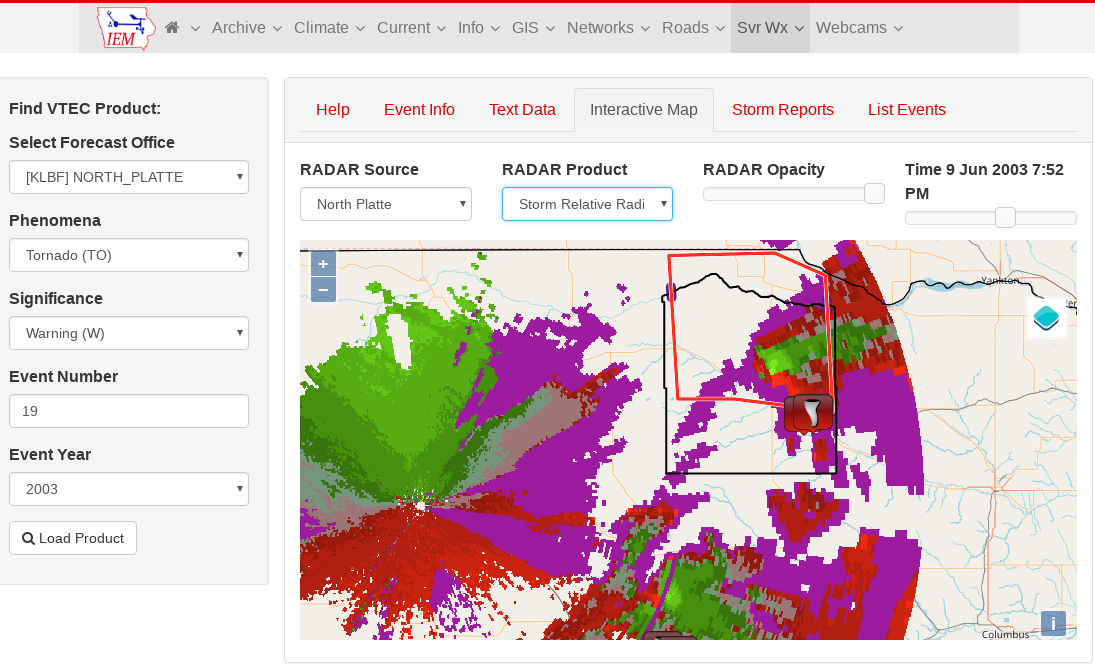 IEM
Archive Climate Current Info GIS Networks Roads Svr Wx Webcams
Find VTEC Product:
Select Forecast Office
[KLBF] NORTH_PLATTE
Phenomena
Tornado (TO)
Significance
Warning (W)
Event Number
19
Event Year
2003
Load Product
Help Event Info Text Data Interactive Map Storm Reports List Events
RADAR Source
North Platte
RADAR Product
Storm Relative Radi
RADAR Opacity
Time 9 Jun 2003 7:52
PM
+
−
Yankton
Columbus
i